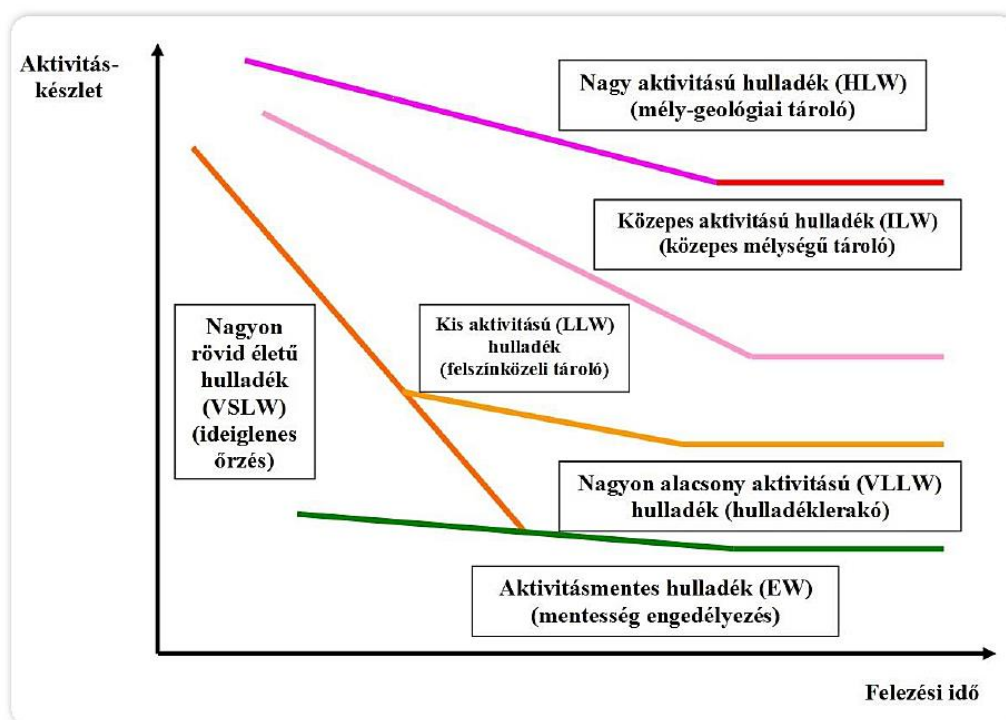 Aktivitás-
készlet
Nagy aktivitású hulladék (HLW)
(mély-geológiai tároló)
Közepes aktivitású hulladék (ILW)
(közepes mélységű tároló)
Nagyon
rövid életű
hulladék
(VSLW)
(ideiglenes
őrzés)
Kis aktivitású (LLW)
hulladék
(felszínközeli tároló)
Nagyon alacsony aktivitású (VLLW)
hulladék (hulladéklerakó)
Aktivitásmentes hulladék (EW)
(mentesség engedélyezés)
Felezési idő